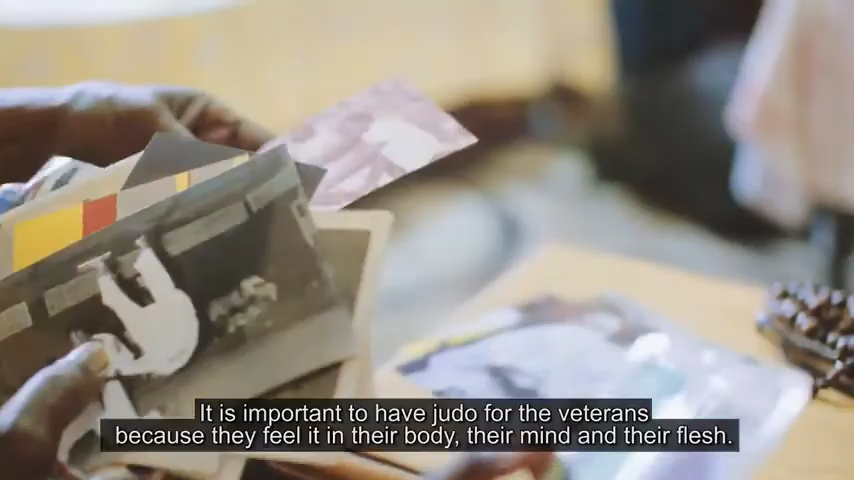 It is important to have judo for the veterans
because they feel it in their body, their mind and their flesh.